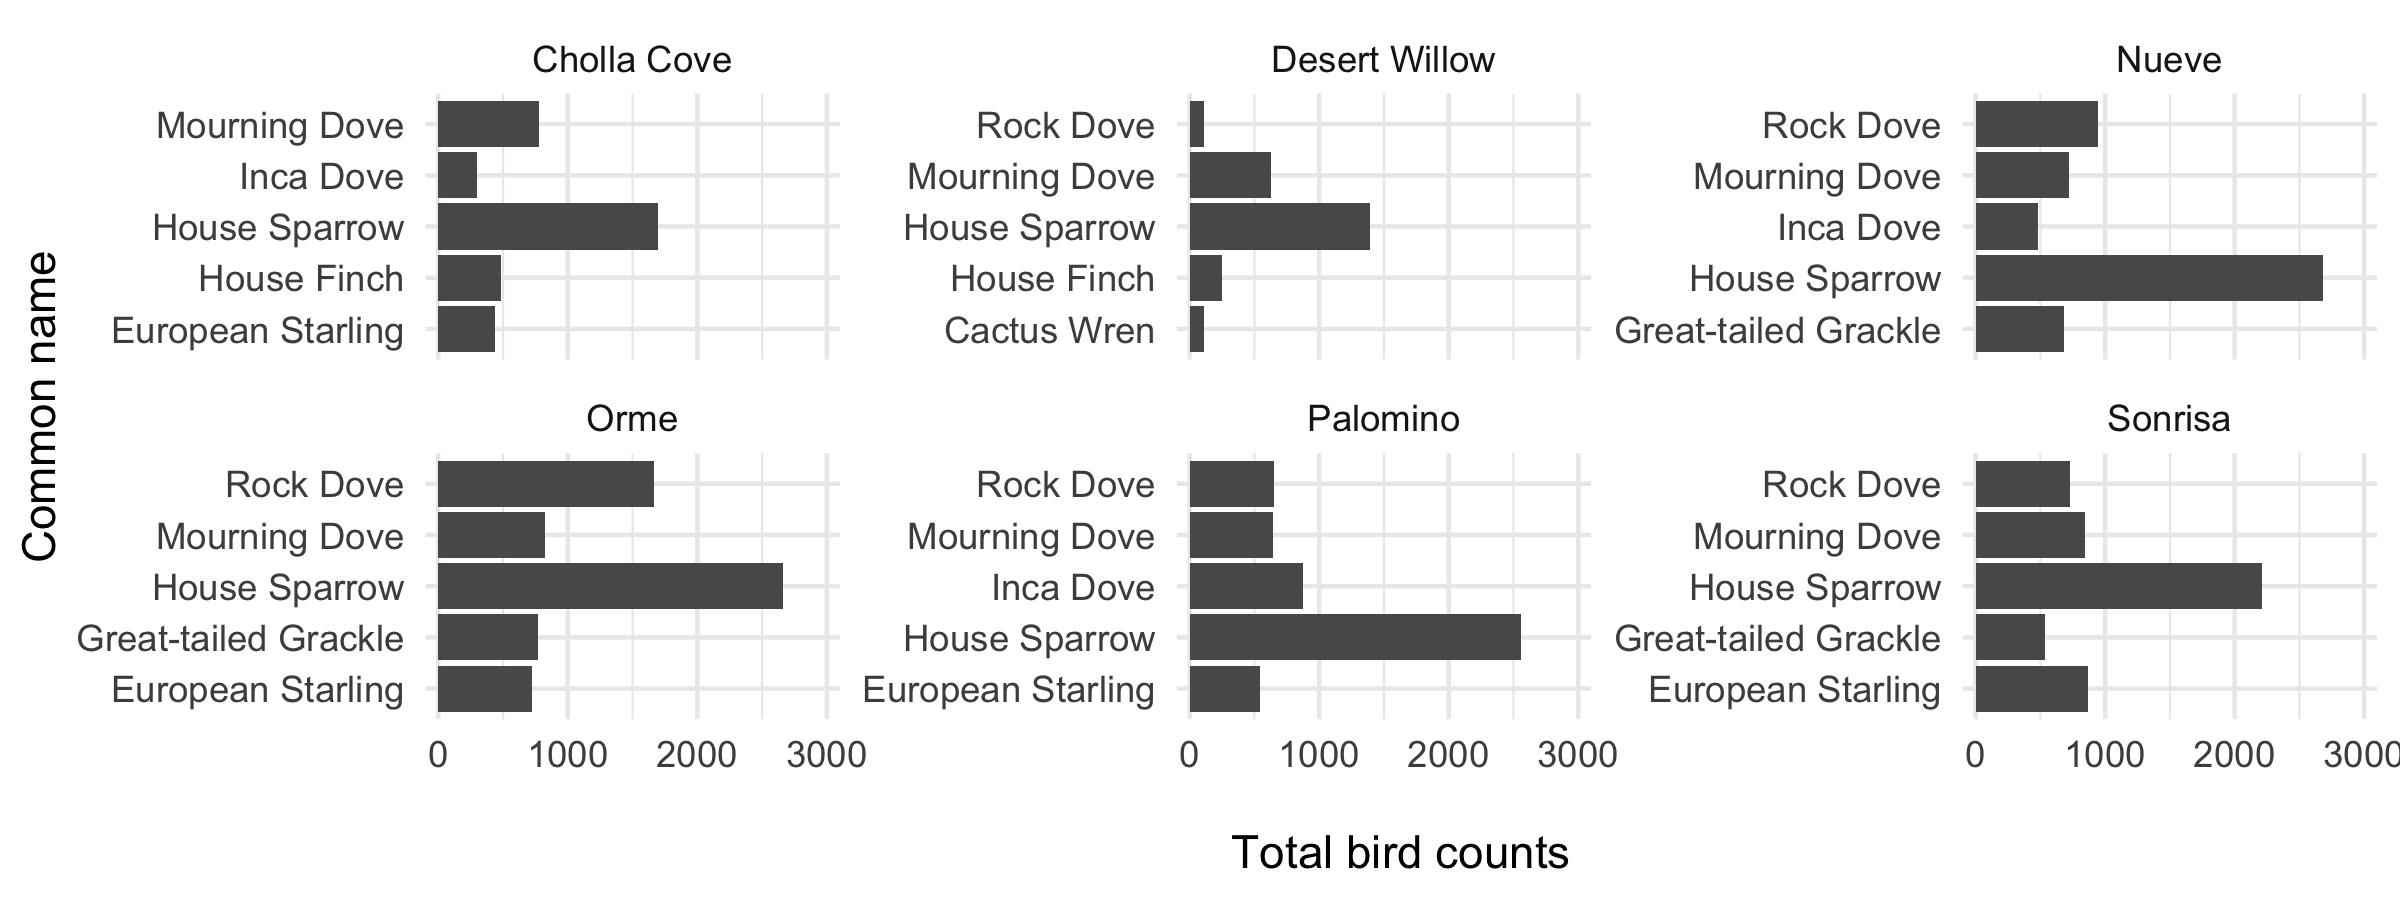 Cholla Cove
Mourning Dove
Inca Dove
House Sparrow
House Finch
European Starling
Desert Willow
Rock Dove
Mourning Dove
House Sparrow
House Finch
Cactus Wren
Nueve
Rock Dove
Mourning Dove
Inca Dove
House Sparrow
Great-tailed Grackle
Orme
Rock Dove
Mourning Dove
House Sparrow
Great-tailed Grackle
European Starling
0 1000 2000 3000
Palomino
Rock Dove
Mourning Dove
Inca Dove
House Sparrow
European Starling
0 1000 2000 3000
Sonrisa
Rock Dove
Mourning Dove
House Sparrow
Great-tailed Grackle
European Starling
0 1000 2000 3000
Common name
Total bird counts